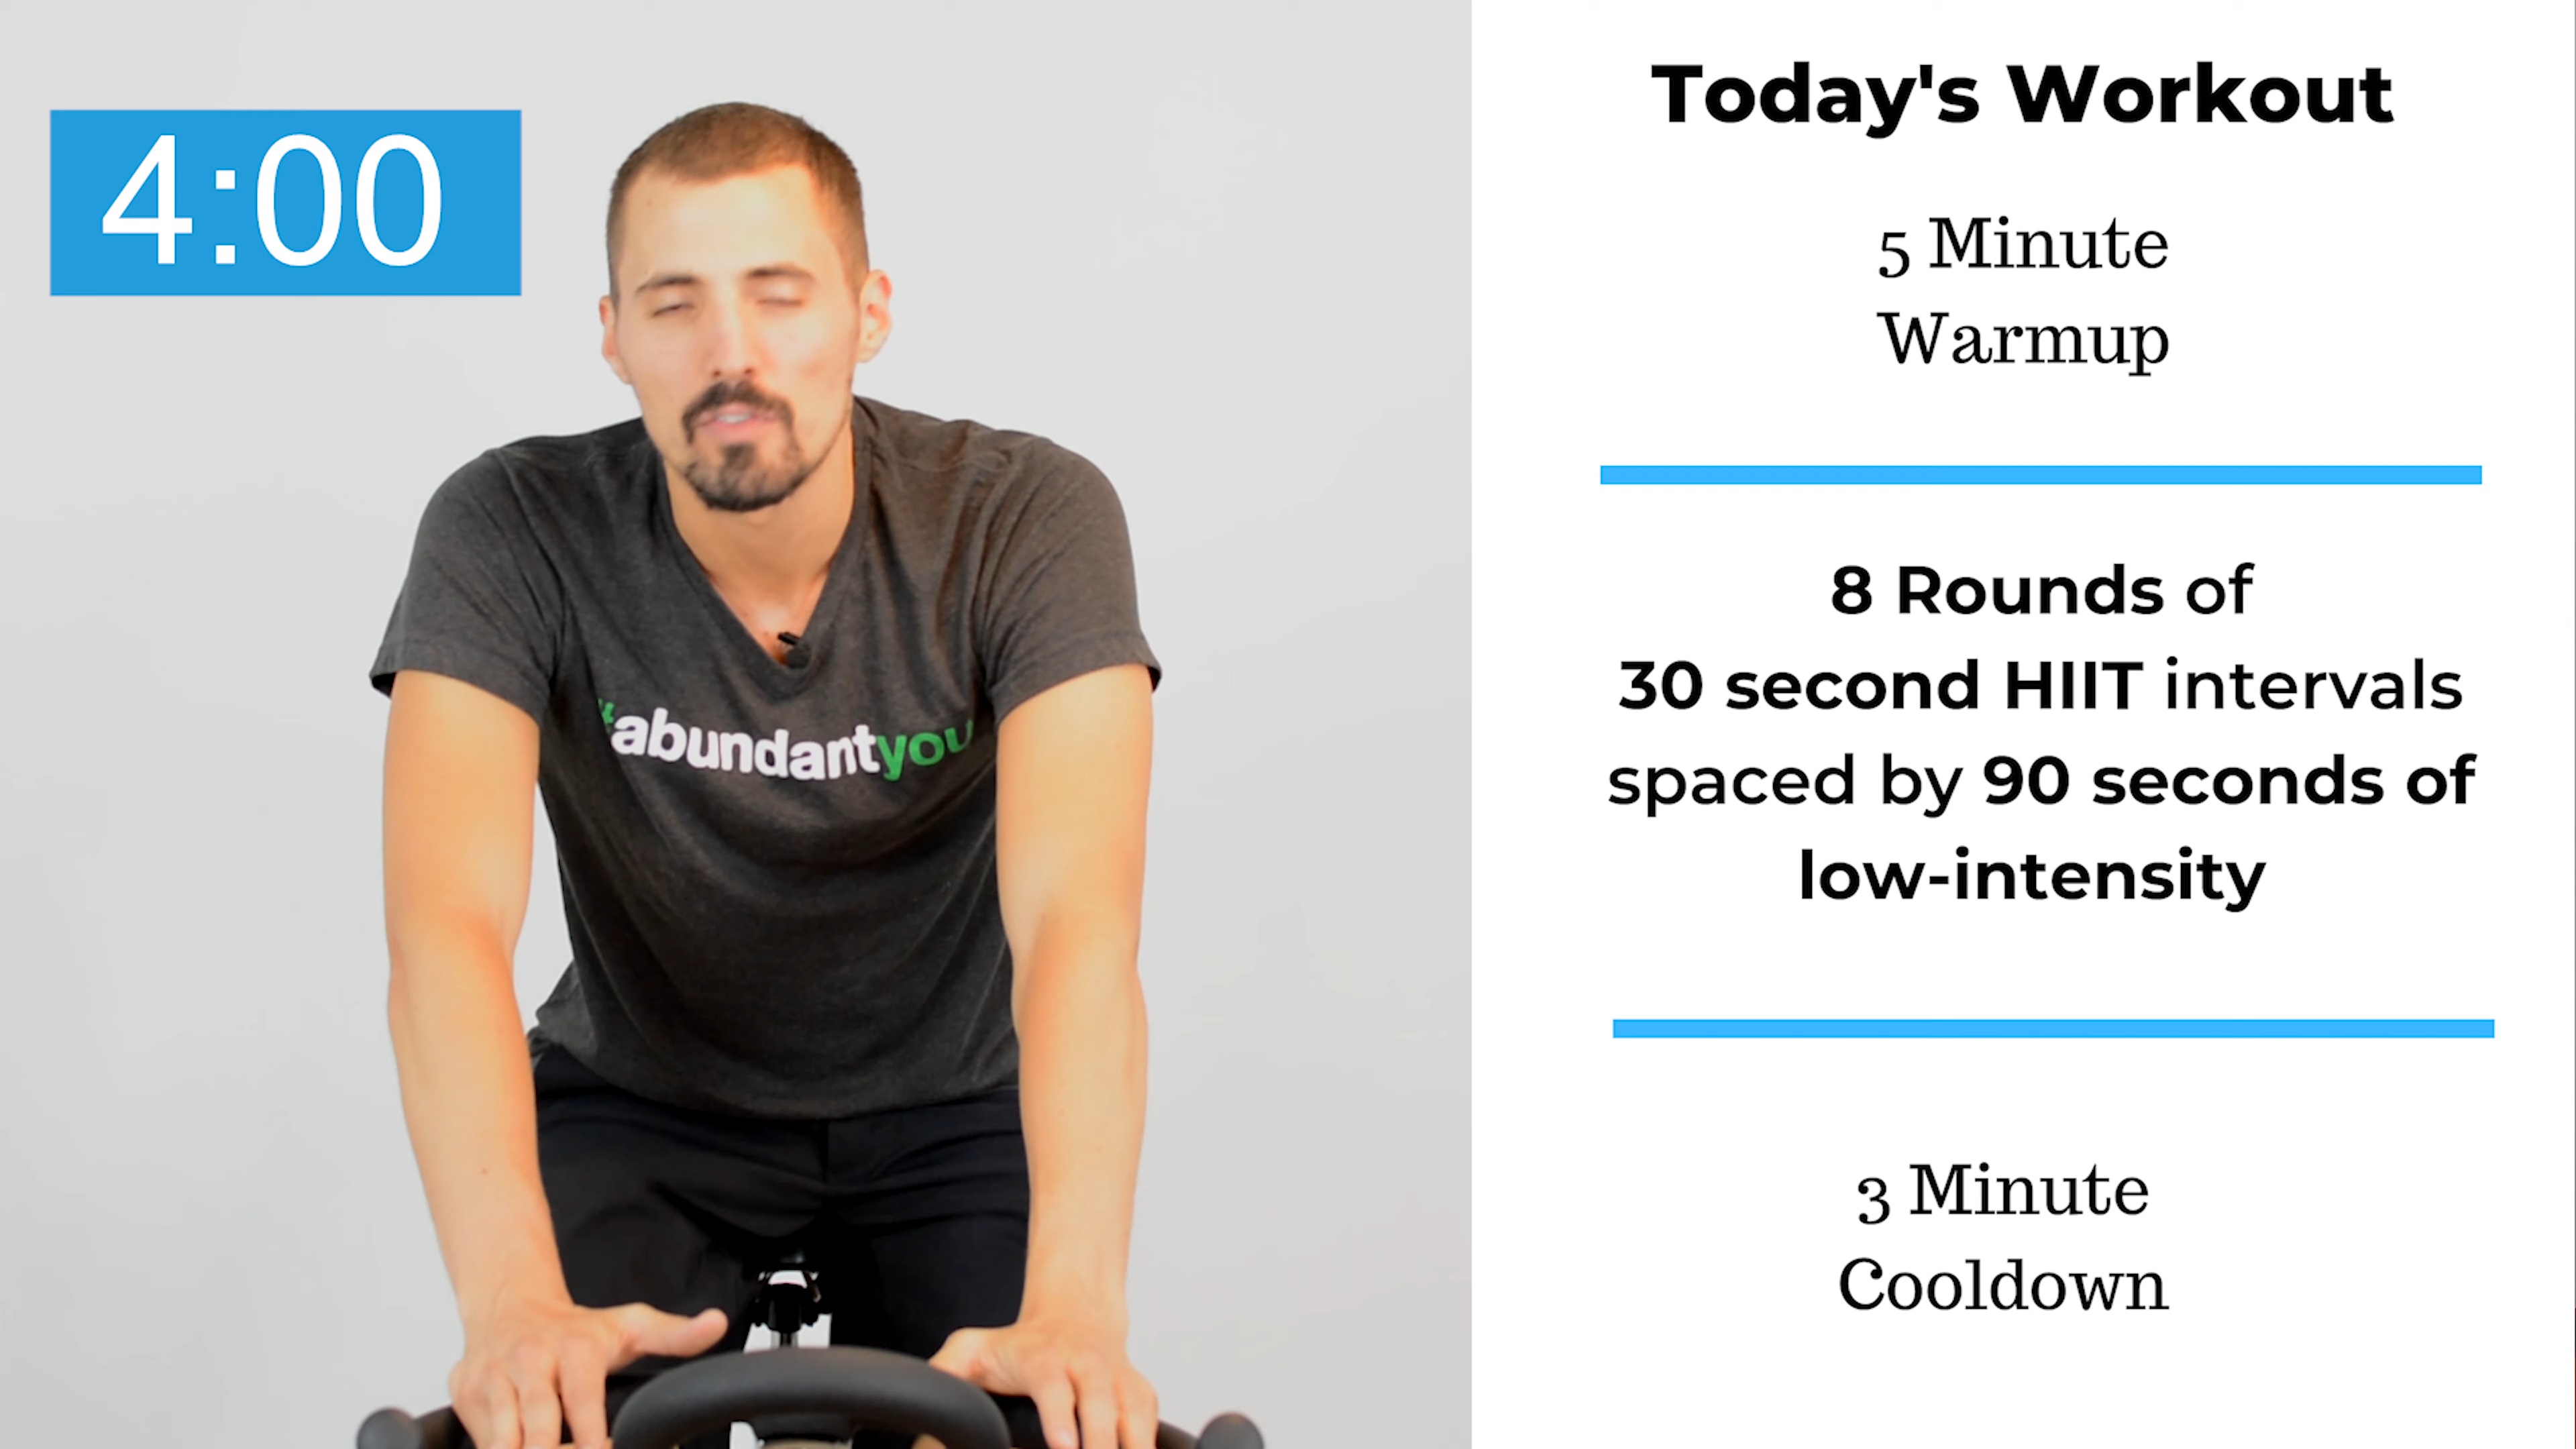 4:00
#abundantyou
Today's Workout
5 Minute
Warmup
8 Rounds of
30 second HIIT intervals
spaced by 90 seconds of
low-intensity
3 Minute
Cooldown